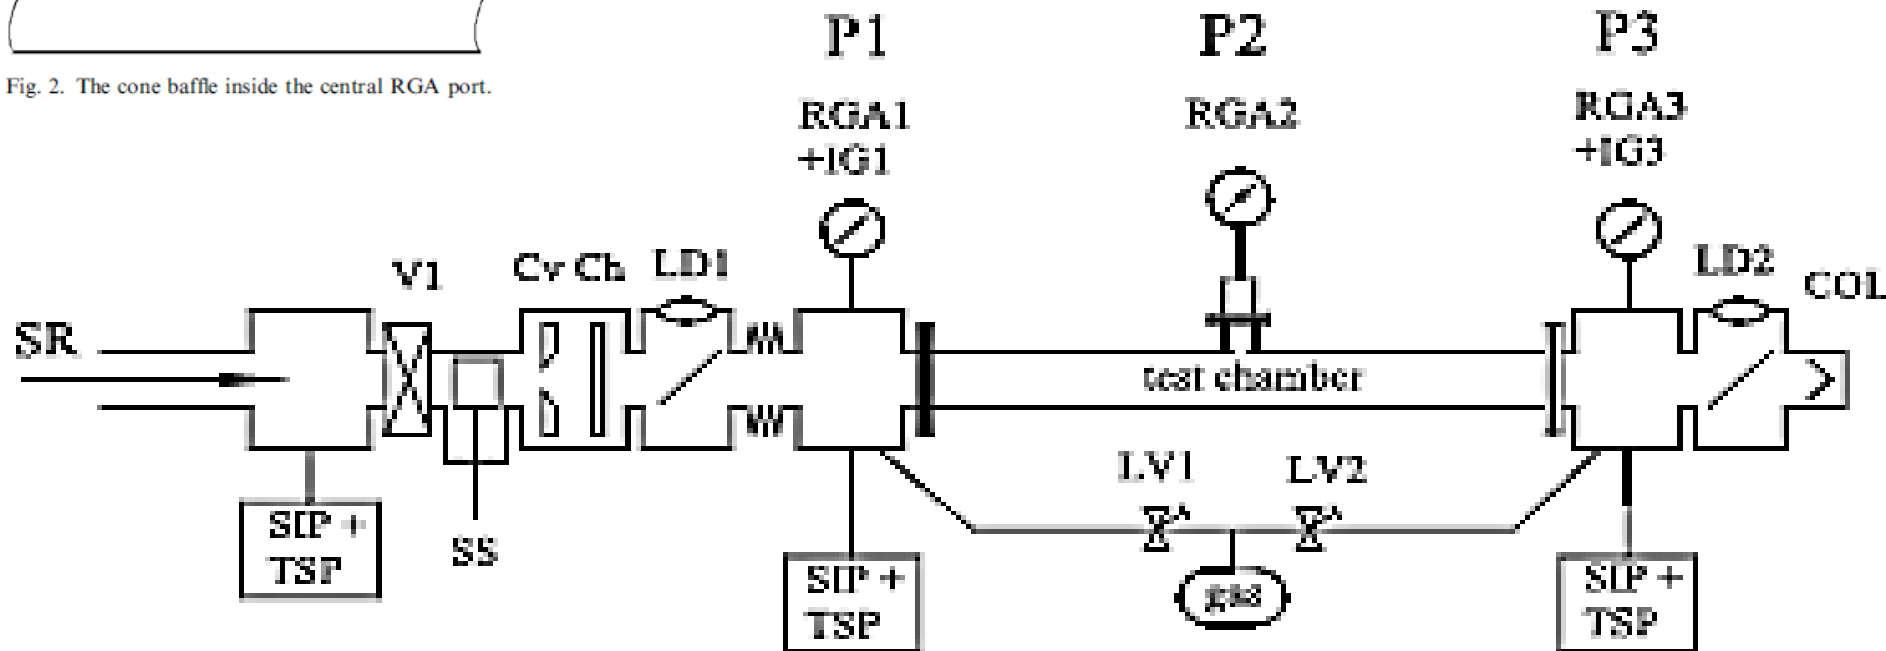 Fig. 2. The cone baffle inside the central RGA port.
P1
P2
P3
RGA1
+IG1
RGA2
RGA3
+IG3
SR
V1
Cv Ch
LD1
LD2
COL
test chamber
SIP +
TSP
SS
SIP +
TSP
LV1
LV2
gas
SIP +
TSP